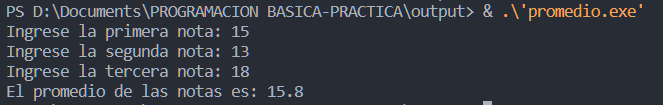 PS D:\Documents\PROGRAMACION BASICA-PRACTICA\output> & .\'promedio.exe'
Ingrese la primera nota: 15
Ingrese la segunda nota: 13
Ingrese la tercera nota: 18
El promedio de las notas es: 15.8